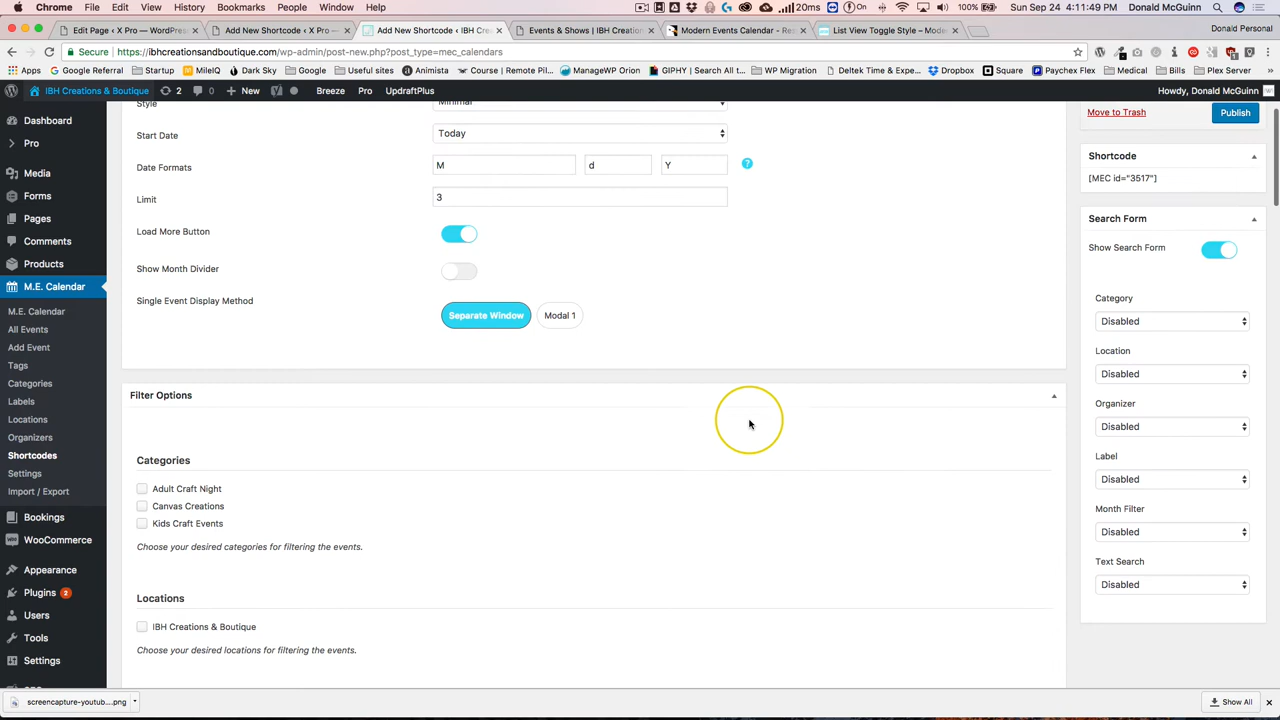 Chrome File Edit View History Bookmarks People Window Help 20ms On 100% Sun Sep 24 4:11:49 PM Donald McGuinn
Edit Page ‹ X Pro — WordPres Add New Shortcode ‹ X Pro — Add New Shortcode ‹ IBH Crea Events & Shows | IBH Creation Modern Events Calendar – Res List View Toggle Style – Mode Donald Personal
Secure https://ibhcreationsandboutique.com/wp-admin/post-new.php?post_type=mec_calendars
Apps Google Referral Startup MileIQ Dark Sky Google Useful sites Animista Course | Remote Pil... ManageWP Orion GIPHY | Search All t... WP Migration Deltek Time & Expe... Dropbox Square Paychex Flex Medical Bills Plex Server
IBH Creations & Boutique 2 0 New Breeze Pro UpdraftPlus Howdy, Donald McGuinn
Dashboard
Pro
Media
Forms
Pages
Comments
Products
M.E. Calendar
M.E. Calendar
All Events
Add Event
Tags
Categories
Labels
Locations
Organizers
Shortcodes
Settings
Import / Export
Bookings
WooCommerce
Appearance
Plugins 2
Users
Tools
Settings
Style Minimal
Start Date Today
Date Formats M d Y ?
Limit 3
Load More Button
Show Month Divider
Single Event Display Method Separate Window Modal 1
Filter Options
Categories
Adult Craft Night
Canvas Creations
Kids Craft Events
Choose your desired categories for filtering the events.
Locations
IBH Creations & Boutique
Choose your desired locations for filtering the events.
Move to Trash Publish
Shortcode
[MEC id="3517"]
Search Form
Show Search Form
Category
Disabled
Location
Disabled
Organizer
Disabled
Label
Disabled
Month Filter
Disabled
Text Search
Disabled
screencapture-youtub....png Show All